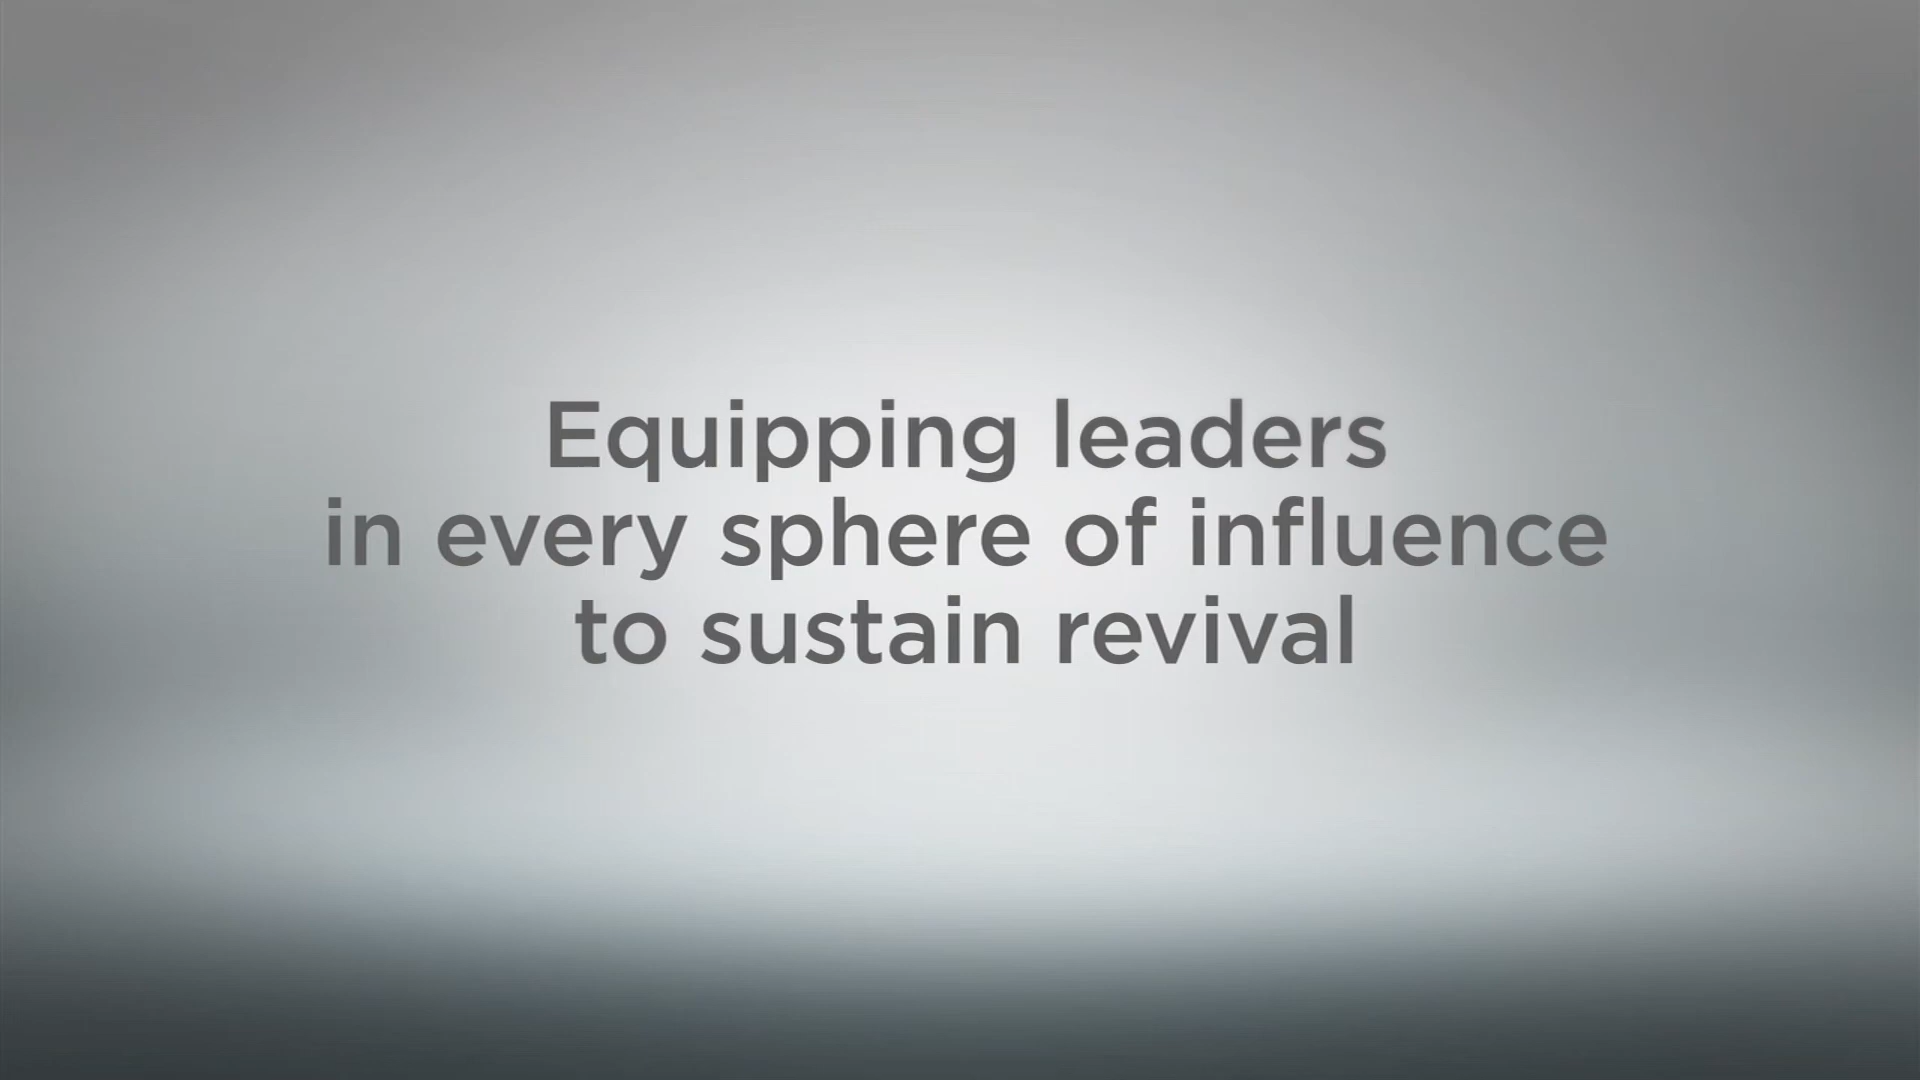 Equipping leaders
in every sphere of influence
to sustain revival